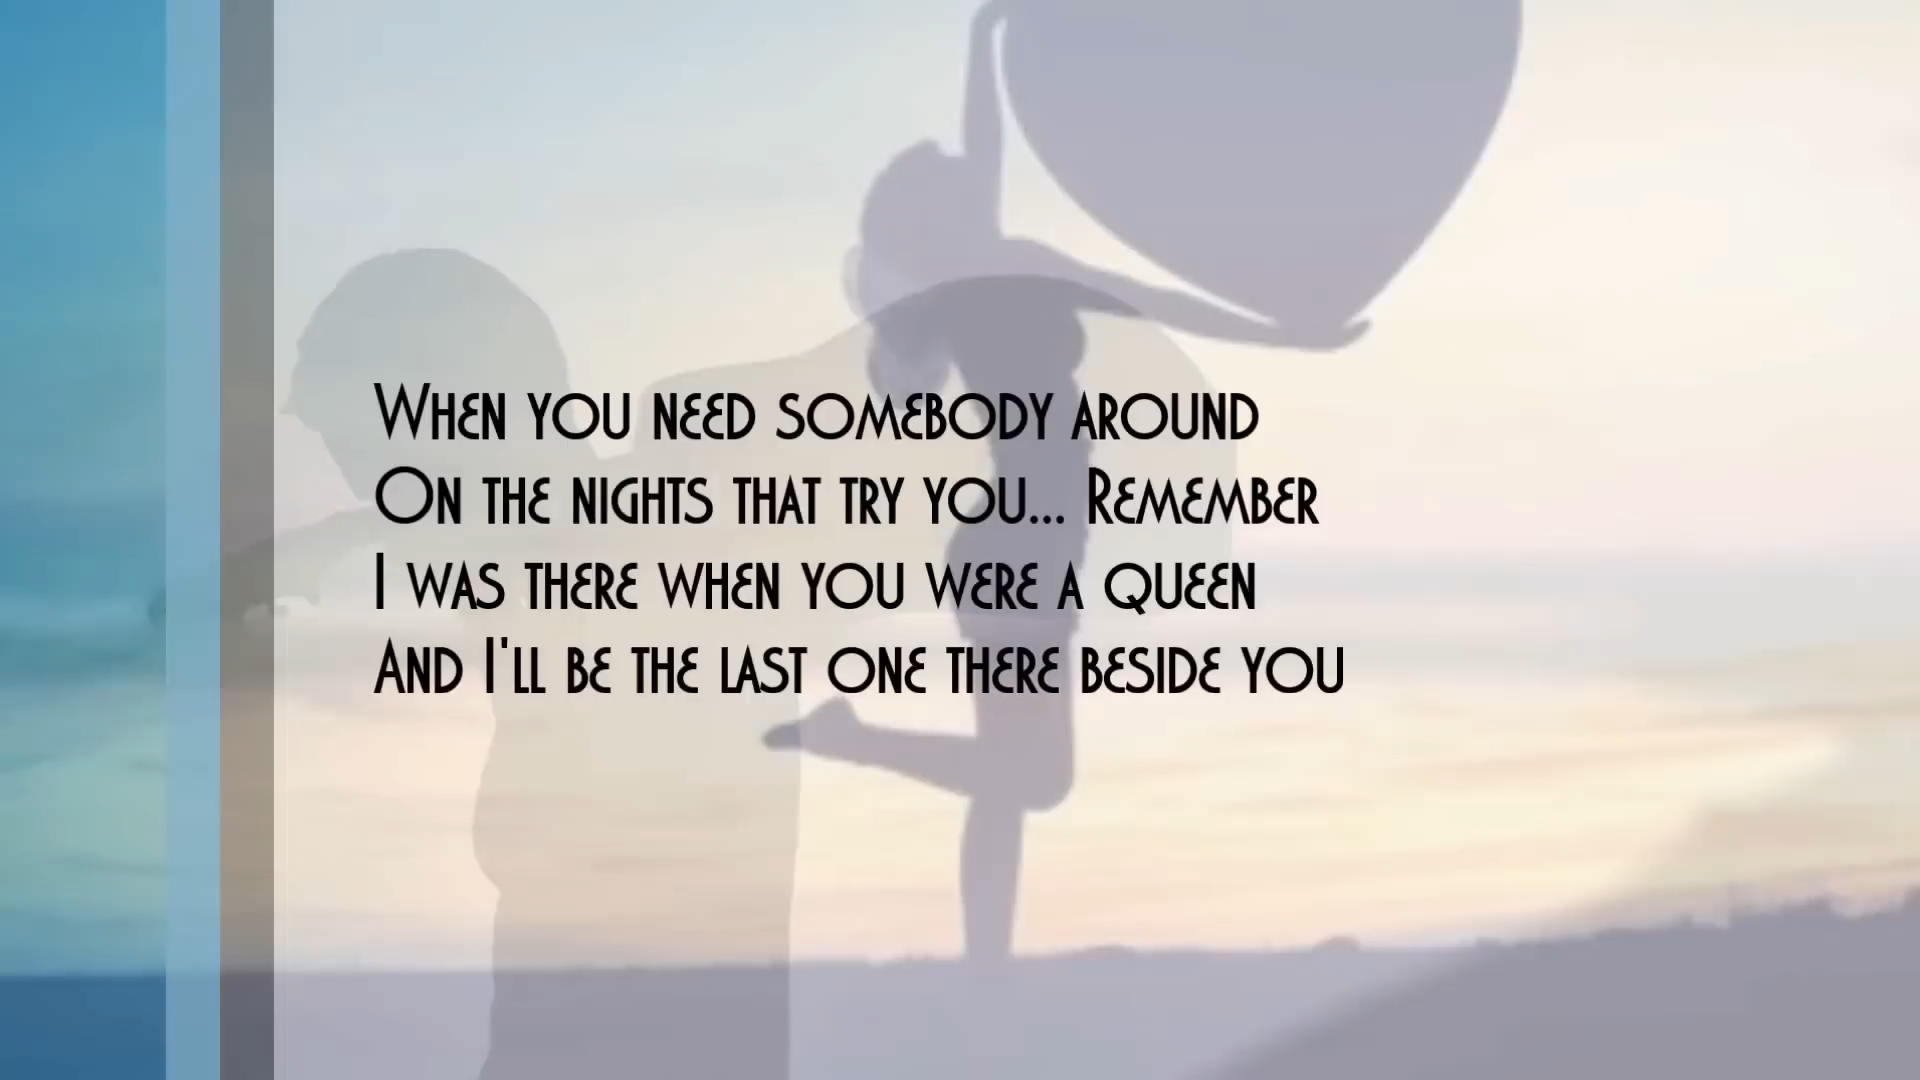 When you need somebody around
On the nights that try you... Remember
I was there when you were a queen
And I'll be the last one there beside you